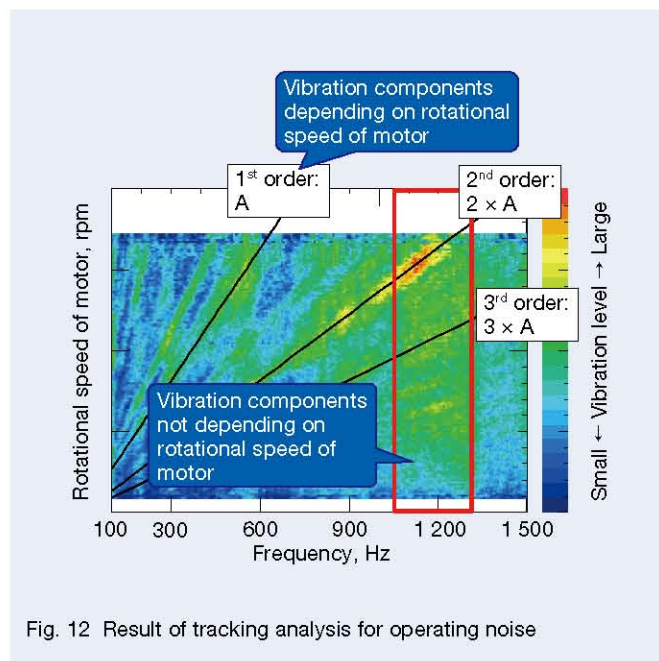 Vibration components
depending on rotational
speed of motor
1st order:
A
2nd order:
2 × A
3rd order:
3 × A
Vibration components
not depending on
rotational speed of
motor
Rotational speed of motor, rpm
Small ← Vibration level → Large
100 300 600 900 1 200 1 500
Frequency, Hz
Fig. 12 Result of tracking analysis for operating noise